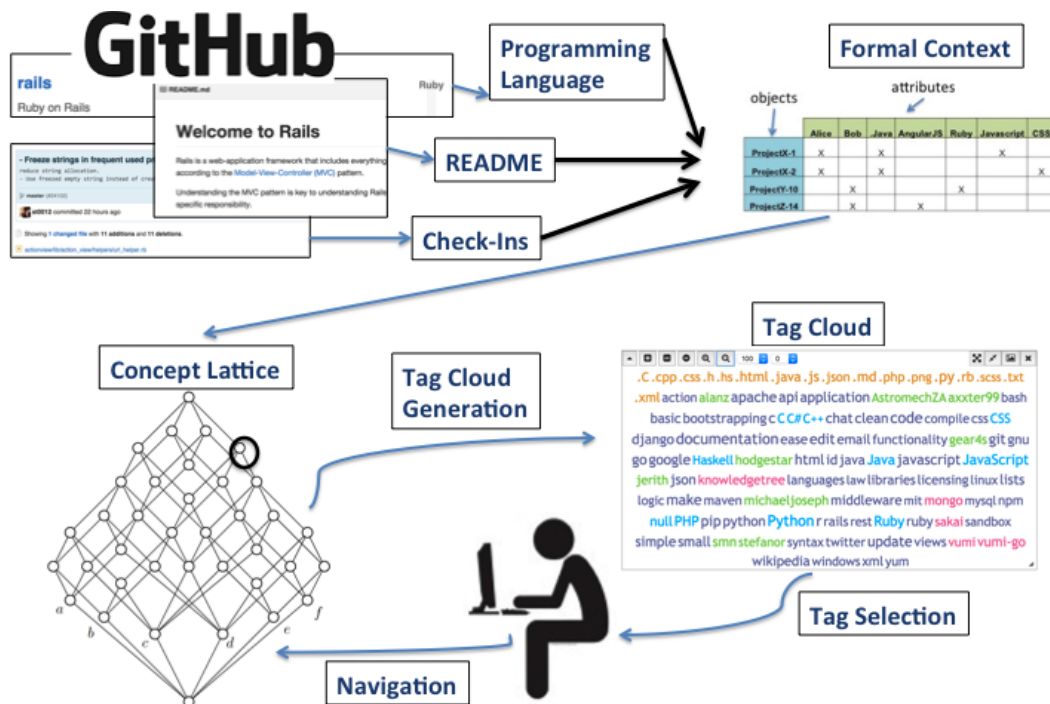 GitHub
rails
Ruby on Rails
Ruby
README.md
Welcome to Rails
Rails is a web-application framework that includes everything
according to the Model-View-Controller (MVC) pattern.
Understanding the MVC pattern is key to understanding Rails
specific responsibility.
- Freeze strings in frequent used
reduce string allocation.
- Use freezed empty string instead of
master
committed 22 hours ago
Showing 1 changed file with 11 additions and 11 deletions.
actionview/lib/action_view/helpers/url_helper.rb
Programming
Language
README
Check-Ins
Formal Context
objects
attributes
Alice Bob .Java AngularJS Ruby Javascript CSS
ProjectX-1 X X X
ProjectX-2 X X X
ProjectY-10 X X
ProjectZ-14 X X
Concept Lattice
a
b
c
d
e
f
Tag Cloud
Generation
Tag Cloud
100 0
.C .cpp .css .h .hs .html .java .js .json .md .php .png .py .rb .scss .txt
.xml action alanz apache api application AstromechZA axxter99 bash
basic bootstrapping c C C# C++ chat clean code compile css CSS
django documentation ease edit email functionality gear4s git gnu
go google Haskell hodgestar html id java Java javascript JavaScript
jerith json knowledgetree languages law libraries licensing linux lists
logic make maven michaeljoseph middleware mit mongo mysql npm
null PHP pip python Python r rails rest Ruby ruby sakai sandbox
simple small smn stefanor syntax twitter update views vumi vumi-go
wikipedia windows xml yum
Tag Selection
Navigation